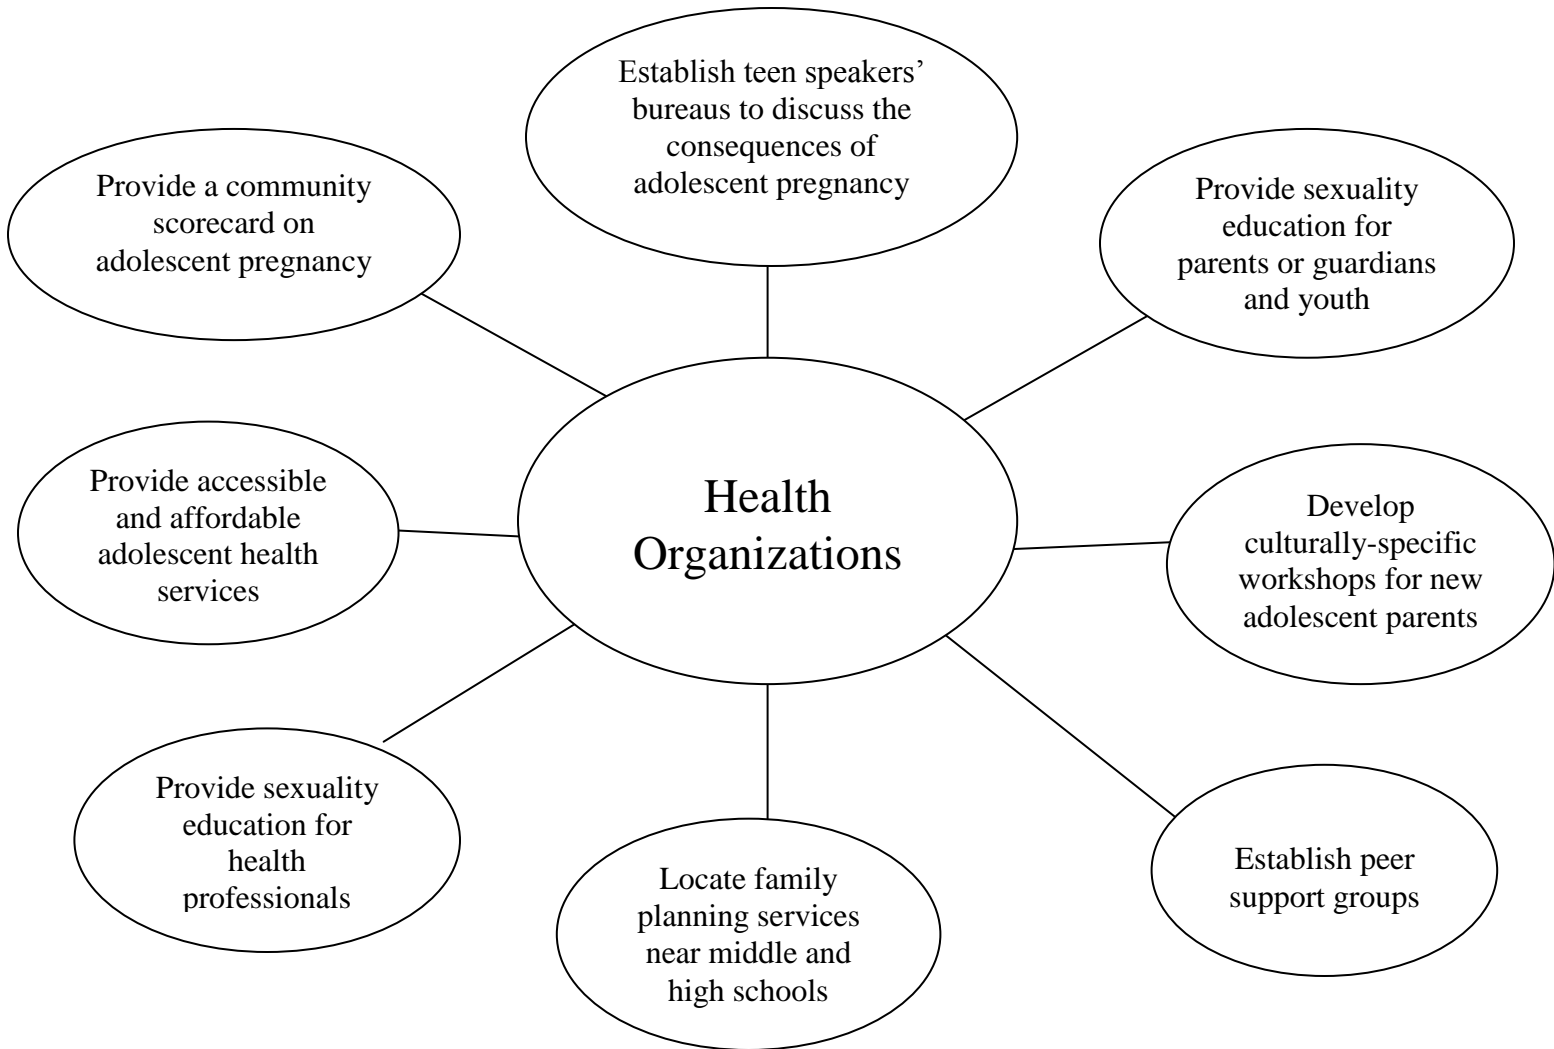 Establish teen speakers’
bureaus to discuss the
consequences of
adolescent pregnancy
Provide a community
scorecard on
adolescent pregnancy
Provide sexuality
education for
parents or guardians
and youth
Provide accessible
and affordable
adolescent health
services
Health
Organizations
Develop
culturally-specific
workshops for new
adolescent parents
Provide sexuality
education for
health
professionals
Locate family
planning services
near middle and
high schools
Establish peer
support groups